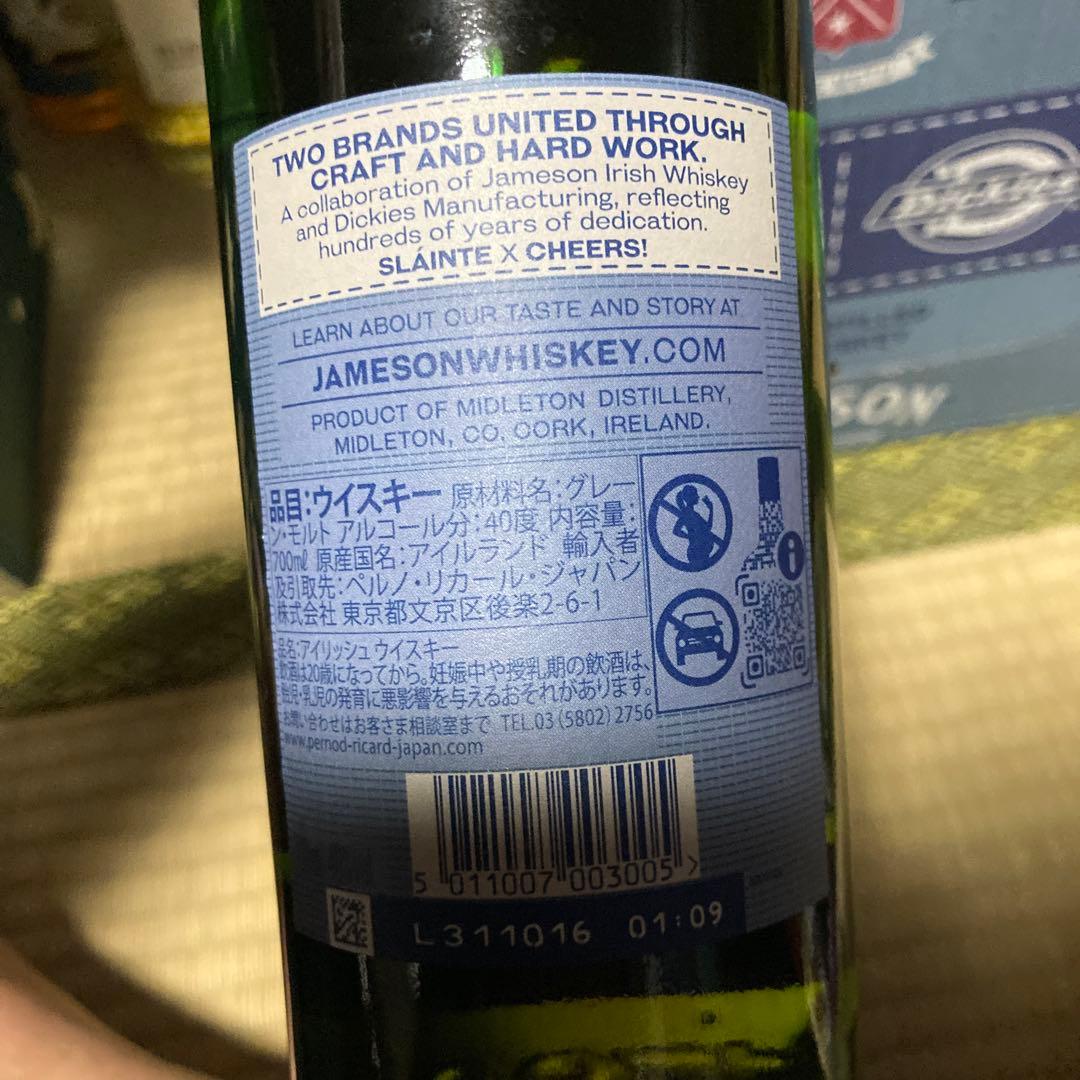 TWO BRANDS UNITED THROUGH
CRAFT AND HARD WORK.
A collaboration of Jameson Irish Whiskey
and Dickies Manufacturing, reflecting
hundreds of years of dedication.
SLÁINTE X CHEERS!
LEARN ABOUT OUR TASTE AND STORY AT
JAMESONWHISKEY.COM
PRODUCT OF MIDLETON DISTILLERY,
MIDLETON, CO. CORK, IRELAND.
品目:ウイスキー 原材料名:グレー
ン・モルト アルコール分:40度 内容量:
700ml 原産国名:アイルランド 輸入者
及引取先:ペルノ・リカール・ジャパン
株式会社 東京都文京区後楽2-6-1
品名:アイリッシュウイスキー
飲酒は20歳になってから。妊娠中や授乳期の飲酒は、
胎児・乳児の発育に悪影響を与えるおそれがあります。
お問い合わせはお客さま相談室まで TEL.03(5802)2756
www.pernod-ricard-japan.com
i
5 011007 003005 >
L311016 01:09
Dickies
SON